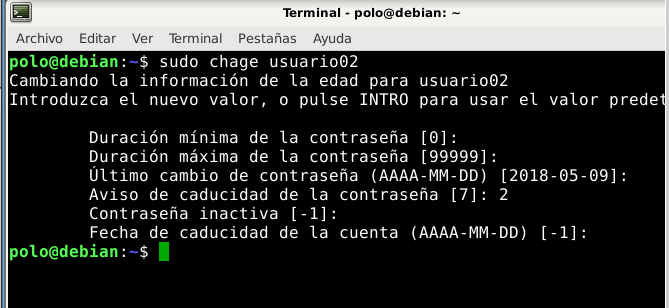 Terminal - polo@debian: ~
Archivo Editar Ver Terminal Pestañas Ayuda
polo@debian:~$ sudo chage usuario02
Cambiando la información de la edad para usuario02
Introduzca el nuevo valor, o pulse INTRO para usar el valor predet
Duración mínima de la contraseña [0]:
Duración máxima de la contraseña [99999]:
Último cambio de contraseña (AAAA-MM-DD) [2018-05-09]:
Aviso de caducidad de la contraseña [7]: 2
Contraseña inactiva [-1]:
Fecha de caducidad de la cuenta (AAAA-MM-DD) [-1]:
polo@debian:~$